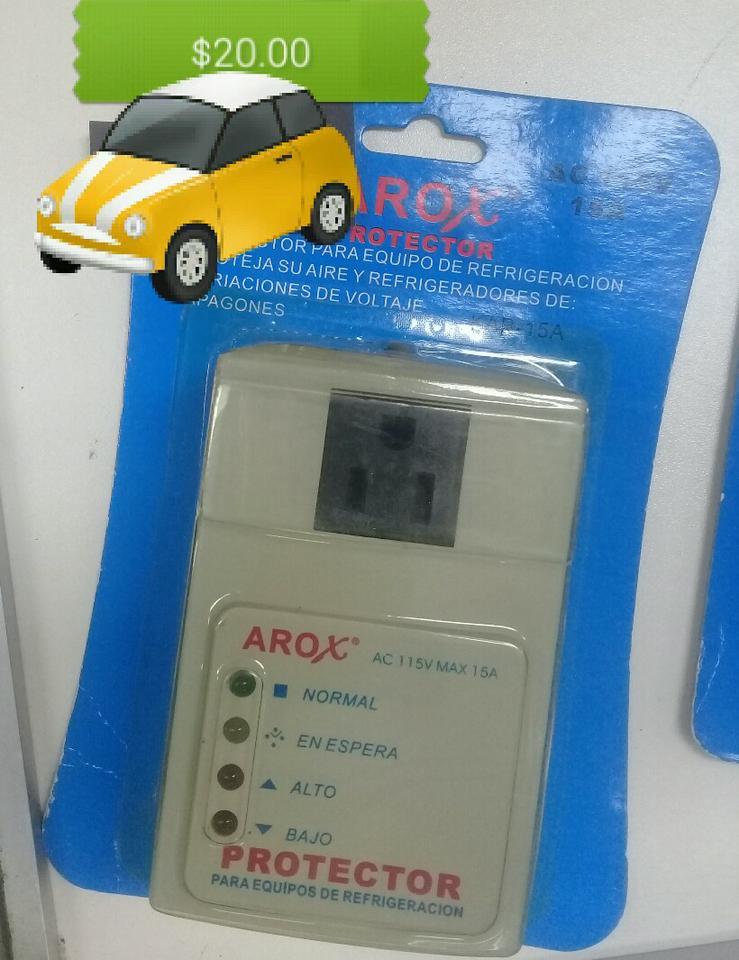 $20.00
AROX
PROTECTOR
PARA EQUIPO DE REFRIGERACION
SU AIRE Y REFRIGERADORES DE:
DE VOLTAJE
15A
AROX®
AC 115V MAX 15A
NORMAL
EN ESPERA
ALTO
BAJO
PROTECTOR
PARA EQUIPOS DE REFRIGERACION